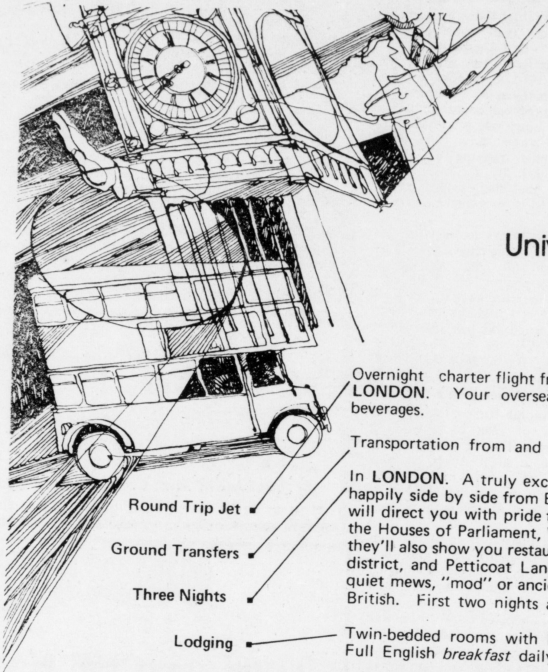 Univ
Overnight charter flight fr
LONDON. Your oversea
beverages.
Transportation from and
In LONDON. A truly exc
happily side by side from E
will direct you with pride t
the Houses of Parliament,
they'll also show you restau
district, and Petticoat Lan
quiet mews, "mod" or ancie
British. First two nights a
Twin-bedded rooms with
Full English breakfast daily
Round Trip Jet
Ground Transfers
Three Nights
Lodging